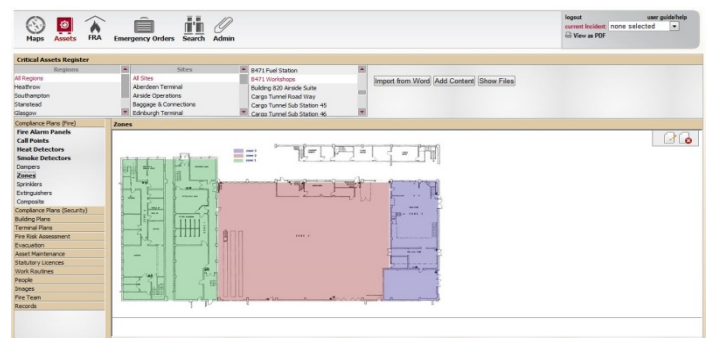 logout user guide/help
current incident none selected
View as PDF
Maps Assets FRA Emergency Orders Search Admin
Critical Assets Register
Regions Sites B471 Fuel Station
All Regions All Sites B471 Workshops
Heathrow Aberdeen Terminal Building 820 Airside Suite
Southampton Airside Operations Cargo Tunnel Road Way
Stanstead Baggage & Connections Cargo Tunnel Sub Station 45
Glasgow Edinburgh Terminal Cargo Tunnel Sub Station 46
Import from Word Add Content Show Files
Compliance Plans (Fire)
Fire Alarm Panels
Call Points
Heat Detectors
Smoke Detectors
Dampers
Zones
Sprinklers
Extinguishers
Composite
Compliance Plans (Security)
Building Plans
Terminal Plans
Fire Risk Assessment
Evacuation
Asset Maintenance
Statutory Licences
Work Routines
People
Images
Fire Team
Records
Zones